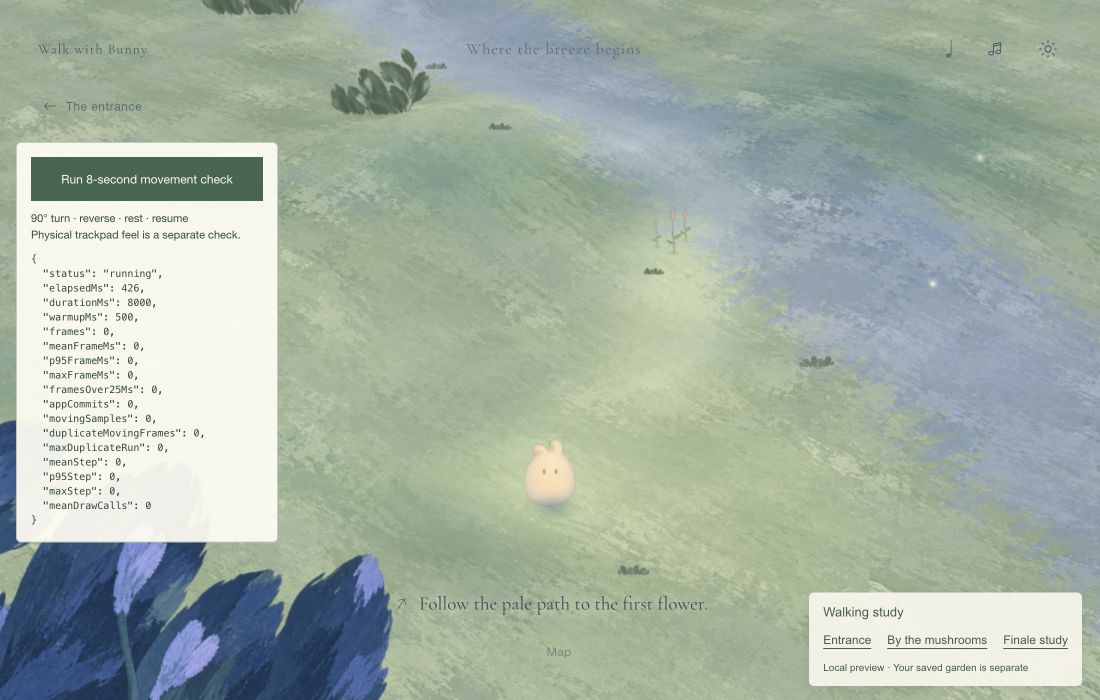 Walk with Bunny
Where the breeze begins
← The entrance
Run 8-second movement check
90° turn · reverse · rest · resume
Physical trackpad feel is a separate check.
{
  "status": "running",
  "elapsedMs": 426,
  "durationMs": 8000,
  "warmupMs": 500,
  "frames": 0,
  "meanFrameMs": 0,
  "p95FrameMs": 0,
  "maxFrameMs": 0,
  "framesOver25Ms": 0,
  "appCommits": 0,
  "movingSamples": 0,
  "duplicateMovingFrames": 0,
  "maxDuplicateRun": 0,
  "meanStep": 0,
  "p95Step": 0,
  "maxStep": 0,
  "meanDrawCalls": 0
}
↗ Follow the pale path to the first flower.
Map
Walking study
Entrance By the mushrooms Finale study
Local preview · Your saved garden is separate